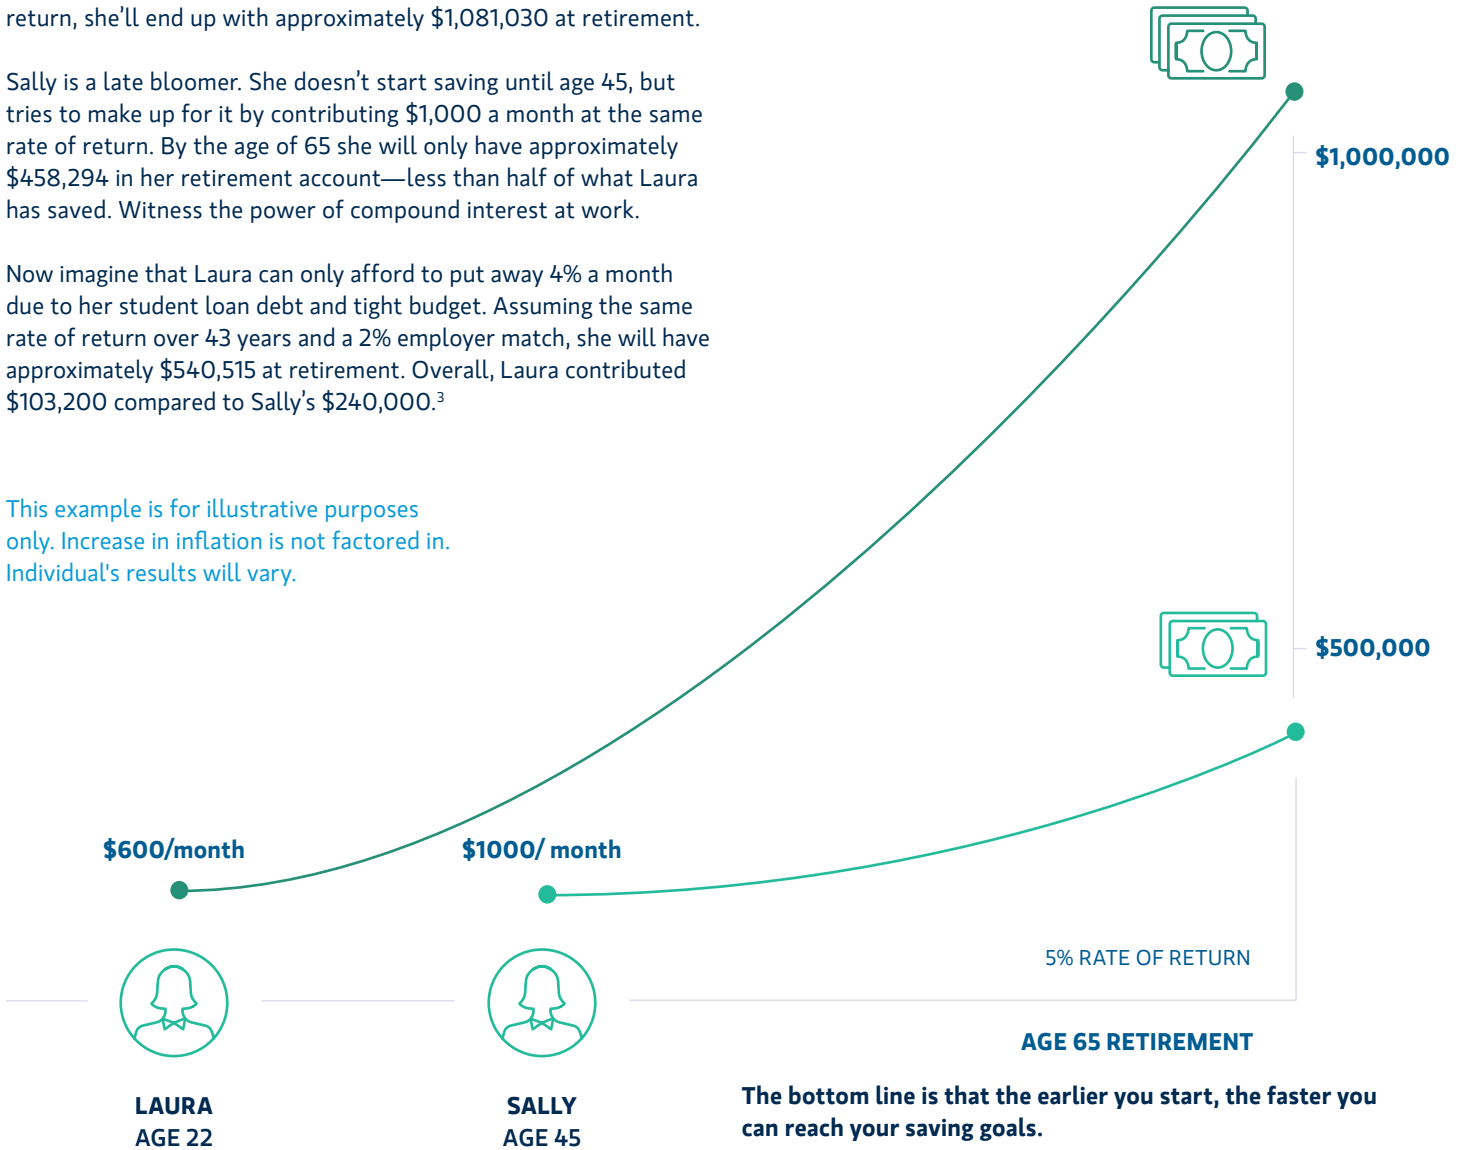 return, she’ll end up with approximately $1,081,030 at retirement.
Sally is a late bloomer. She doesn’t start saving until age 45, but
tries to make up for it by contributing $1,000 a month at the same
rate of return. By the age of 65 she will only have approximately
$458,294 in her retirement account—less than half of what Laura
has saved. Witness the power of compound interest at work.
Now imagine that Laura can only afford to put away 4% a month
due to her student loan debt and tight budget. Assuming the same
rate of return over 43 years and a 2% employer match, she will have
approximately $540,515 at retirement. Overall, Laura contributed
$103,200 compared to Sally’s $240,000.³
This example is for illustrative purposes
only. Increase in inflation is not factored in.
Individual's results will vary.
$1,000,000
$500,000
$600/month
$1000/ month
5% RATE OF RETURN
AGE 65 RETIREMENT
LAURA
AGE 22
SALLY
AGE 45
The bottom line is that the earlier you start, the faster you
can reach your saving goals.